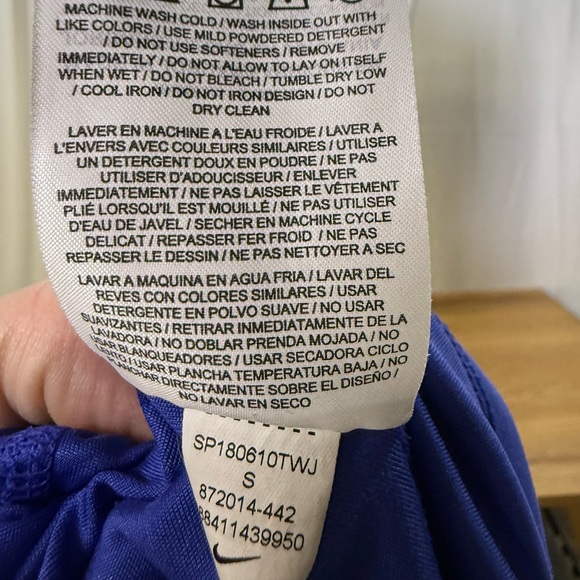 MACHINE WASH COLD / WASH INSIDE OUT WITH
LIKE COLORS / USE MILD POWDERED DETERGENT
/ DO NOT USE SOFTENERS / REMOVE
IMMEDIATELY / DO NOT ALLOW TO LAY ON ITSELF
WHEN WET / DO NOT BLEACH / TUMBLE DRY LOW
/ COOL IRON / DO NOT IRON DESIGN / DO NOT
DRY CLEAN
LAVER EN MACHINE A L'EAU FROIDE / LAVER A
L'ENVERS AVEC COULEURS SIMILAIRES / UTILISER
UN DETERGENT DOUX EN POUDRE / NE PAS
UTILISER D'ADOUCISSEUR / ENLEVER
IMMEDIATEMENT / NE PAS LAISSER LE VÊTEMENT
PLIÉ LORSQU'IL EST MOUILLÉ / NE PAS UTILISER
D'EAU DE JAVEL / SECHER EN MACHINE CYCLE
DELICAT / REPASSER FER FROID / NE PAS
REPASSER LE DESSIN / NE PAS NETTOYER A SEC
LAVAR A MAQUINA EN AGUA FRIA / LAVAR DEL
REVES CON COLORES SIMILARES / USAR
DETERGENTE EN POLVO SUAVE / NO USAR
SUAVIZANTES / RETIRAR INMEDIATAMENTE DE LA
LAVADORA / NO DOBLAR PRENDA MOJADA / NO
USAR BLANQUEADORES / USAR SECADORA CICLO
/ USAR PLANCHA TEMPERATURA BAJA / NO
PLANCHAR DIRECTAMENTE SOBRE EL DISEÑO /
NO LAVAR EN SECO
SP180610TWJ
S
872014-442
88411439950